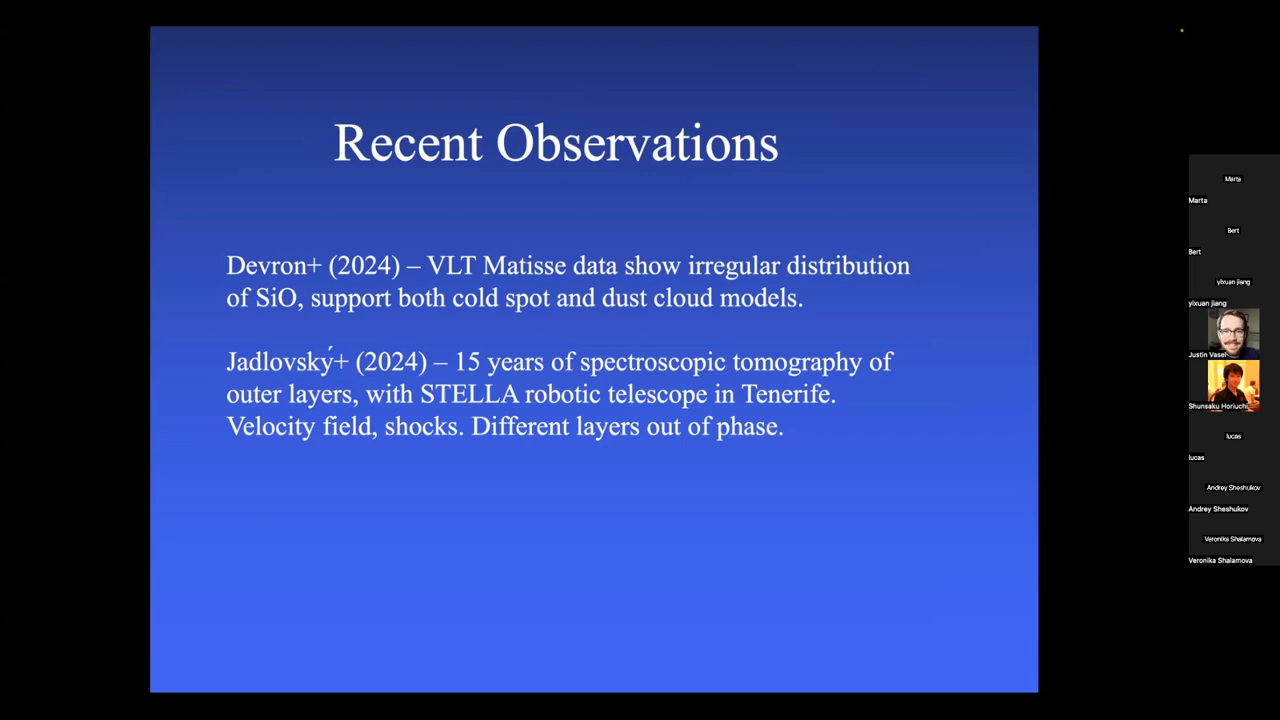 Recent Observations
Devron+ (2024) – VLT Matisse data show irregular distribution
of SiO, support both cold spot and dust cloud models.
Jadlovský+ (2024) – 15 years of spectroscopic tomography of
outer layers, with STELLA robotic telescope in Tenerife.
Velocity field, shocks. Different layers out of phase.
Marta
Marta
Bert
Bert
yixuan jiang
yixuan jiang
Justin Vasel
Shunsaku Horiuchi
lucas
lucas
Andrey Sheshukov
Andrey Sheshukov
Veronika Shalamova
Veronika Shalamova